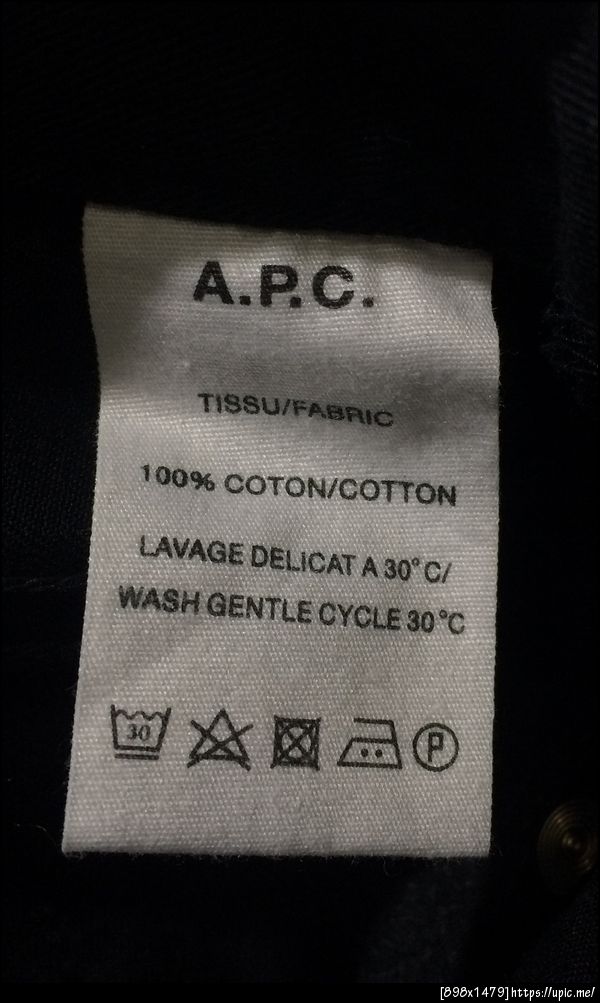 A.P.C.
TISSU/FABRIC
100% COTON/COTTON
LAVAGE DELICAT A 30°C/
WASH GENTLE CYCLE 30°C
30 P
[898x1479]https://upic.me/